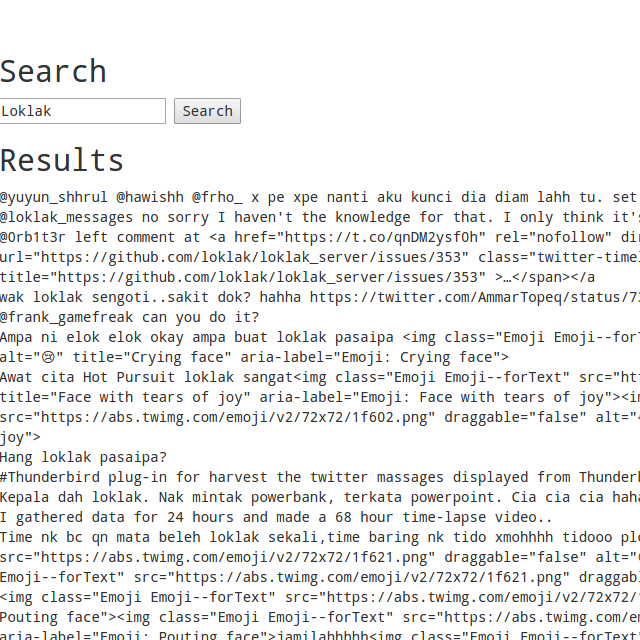 Search
Loklak
Search
Results
@yuyun_shhrul @hawishh @frho_ x pe xpe nanti aku kunci dia diam lahh tu. set
@loklak_messages no sorry I haven't the knowledge for that. I only think it's
@0rb1t3r left comment at <a href="https://t.co/qnDM2ysf0h" rel="nofollow" dir
url="https://github.com/loklak/loklak_server/issues/353" class="twitter-timel
title="https://github.com/loklak/loklak_server/issues/353" >…</span></a
wak loklak sengoti..sakit dok? hahha https://twitter.com/AmmarTopeq/status/73
@frank_gamefreak can you do it?
Ampa ni elok elok okay ampa buat loklak pasaipa <img class="Emoji Emoji--forT
alt="😢" title="Crying face" aria-label="Emoji: Crying face">
Awat cita Hot Pursuit loklak sangat<img class="Emoji Emoji--forText" src="htt
title="Face with tears of joy" aria-label="Emoji: Face with tears of joy"><im
src="https://abs.twimg.com/emoji/v2/72x72/1f602.png" draggable="false" alt="
joy">
Hang loklak pasaipa?
#Thunderbird plug-in for harvest the twitter massages displayed from Thunderb
Kepala dah loklak. Nak mintak powerbank, terkata powerpoint. Cia cia cia haha
I gathered data for 24 hours and made a 68 hour time-lapse video..
Time nk bc qn mata beleh loklak sekali,time baring nk tido xmohhhh tidooo plo
src="https://abs.twimg.com/emoji/v2/72x72/1f621.png" draggable="false" alt="
Emoji--forText" src="https://abs.twimg.com/emoji/v2/72x72/1f621.png" draggabl
<img class="Emoji Emoji--forText" src="https://abs.twimg.com/emoji/v2/72x72/1
Pouting face"><img class="Emoji Emoji--forText" src="https://abs.twimg.com/em
aria-label="Emoji: Pouting face">jamilahhhhh<img class="Emoji Emoji--forText"